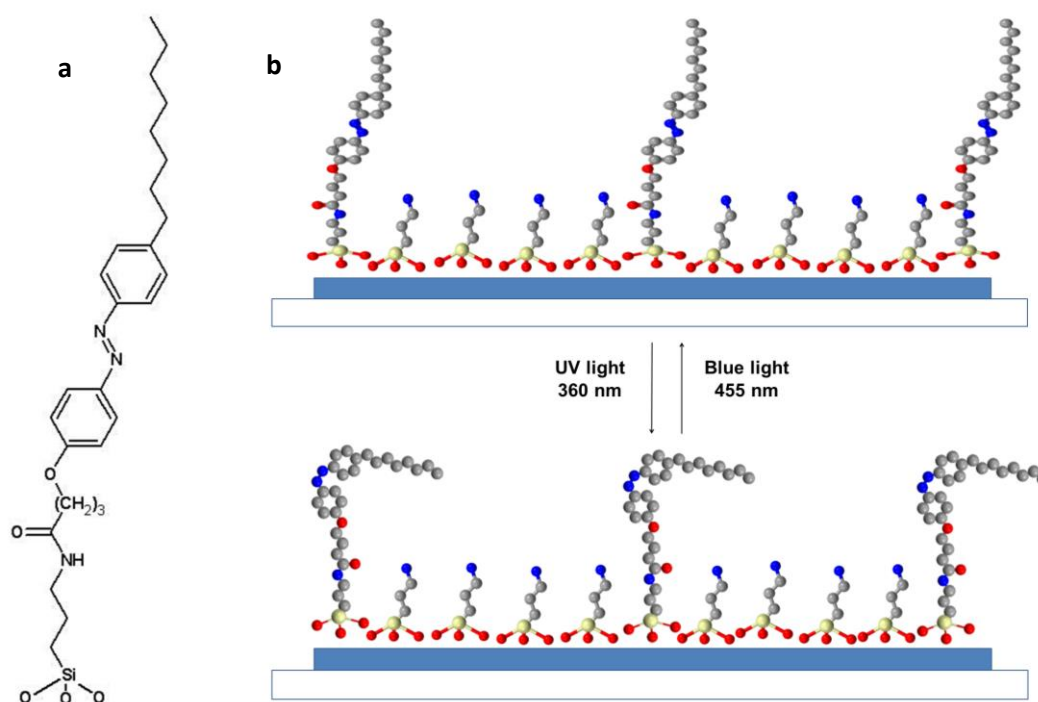 a
b
N
N
O
(CH₂)₃
O
NH
Si
O O O
UV light
360 nm
Blue light
455 nm